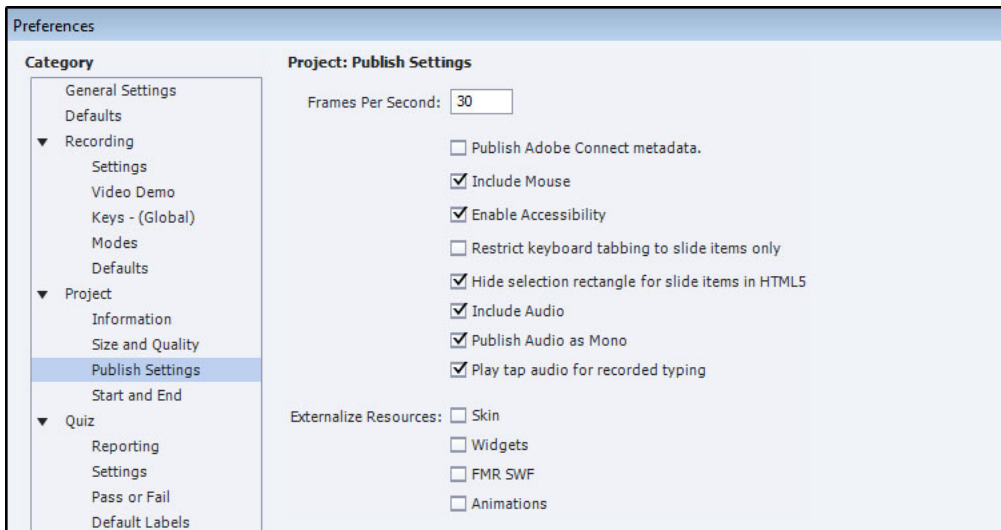 Preferences
Category
General Settings
Defaults
Recording
Settings
Video Demo
Keys - (Global)
Modes
Defaults
Project
Information
Size and Quality
Publish Settings
Start and End
Quiz
Reporting
Settings
Pass or Fail
Default Labels
Project: Publish Settings
Frames Per Second: 30
Publish Adobe Connect metadata.
Include Mouse
Enable Accessibility
Restrict keyboard tabbing to slide items only
Hide selection rectangle for slide items in HTML5
Include Audio
Publish Audio as Mono
Play tap audio for recorded typing
Externalize Resources: Skin
Widgets
FMR SWF
Animations